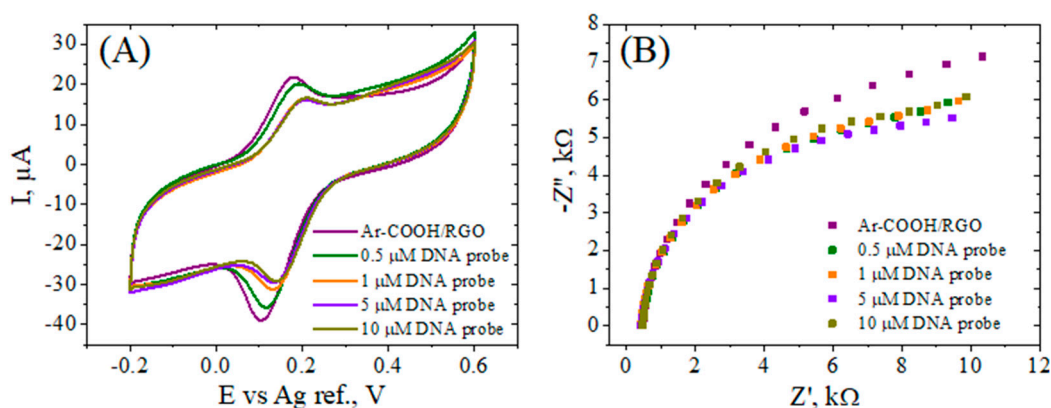 (A)
I, μA
30
20
10
0
-10
-20
-30
-40
Ar-COOH/RGO
0.5 μM DNA probe
1 μM DNA probe
5 μM DNA probe
10 μM DNA probe
-0.2 0.0 0.2 0.4 0.6
E vs Ag ref., V
(B)
-Z", kΩ
8
7
6
5
4
3
2
1
0
Ar-COOH/RGO
0.5 μM DNA probe
1 μM DNA probe
5 μM DNA probe
10 μM DNA probe
0 2 4 6 8 10 12
Z', kΩ